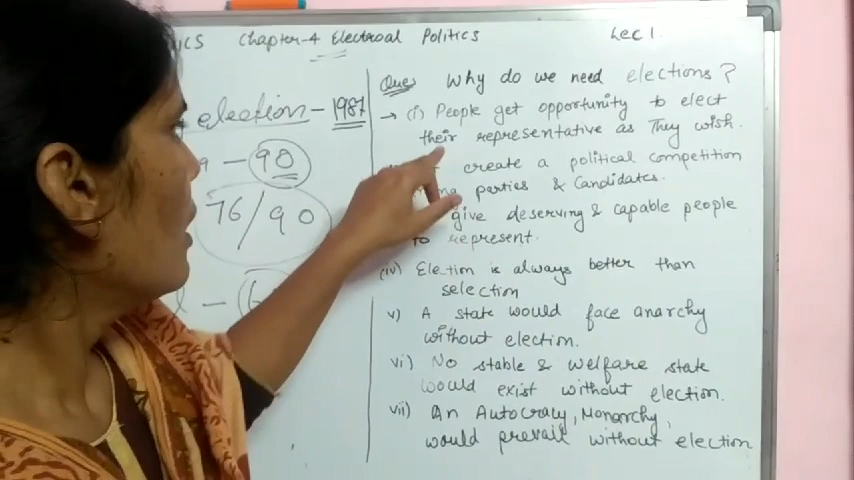 Chapter-4 Electroal Politics
Lec 1.
election - 1987
- 90
76/90
Ques Why do we need elections?
→ (i) People get opportunity to elect
their representative as They wish.
create a political competition
parties & Candidates.
give deserving & capable people
to represent.
(iv) Election is always better than
selection
v) A state would face anarchy
without election.
vi) No stable & welfare state
would exist without election.
vii) An Autocracy, Monarchy,
would prevail without election